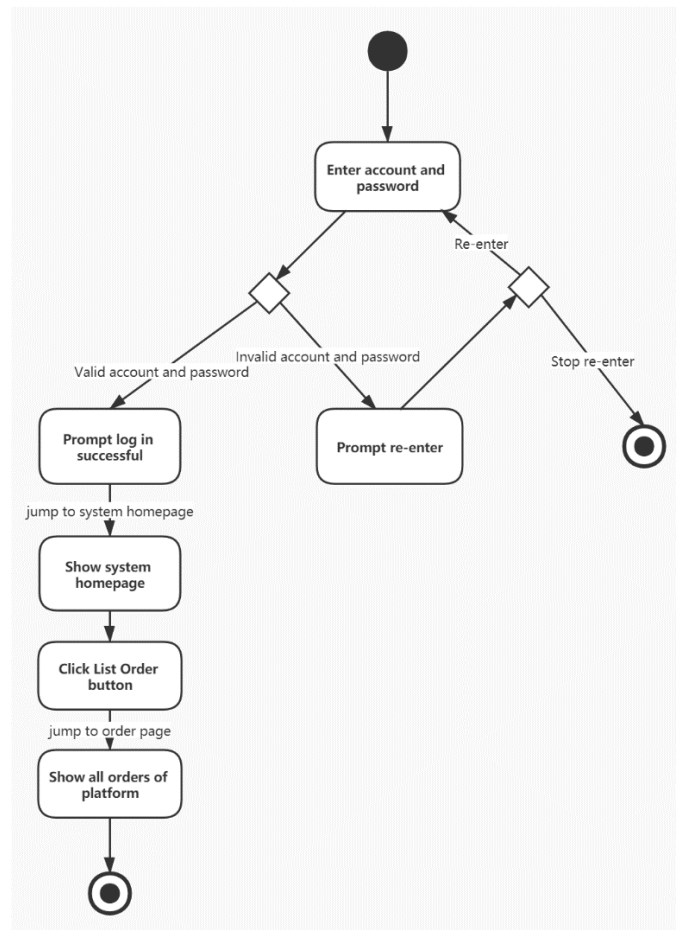 Enter account and
password
Re-enter
Invalid account and password
Stop re-enter
Valid account and password
Prompt log in
successful
Prompt re-enter
jump to system homepage
Show system
homepage
Click List Order
button
jump to order page
Show all orders of
platform